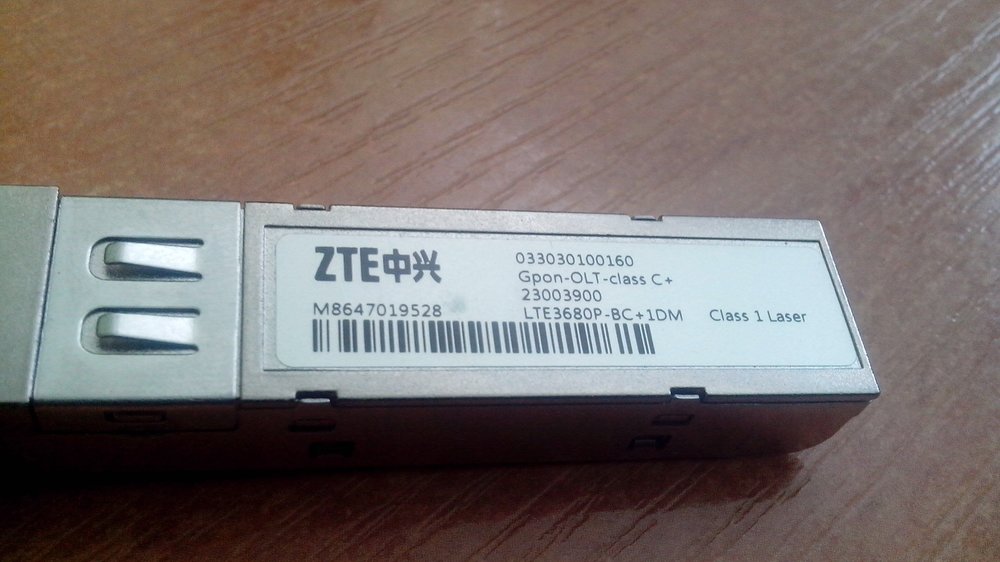 ZTE中兴
033030100160
Gpon-OLT-class C+
23003900
M8647019528
LTE3680P-BC+1DM Class 1 Laser